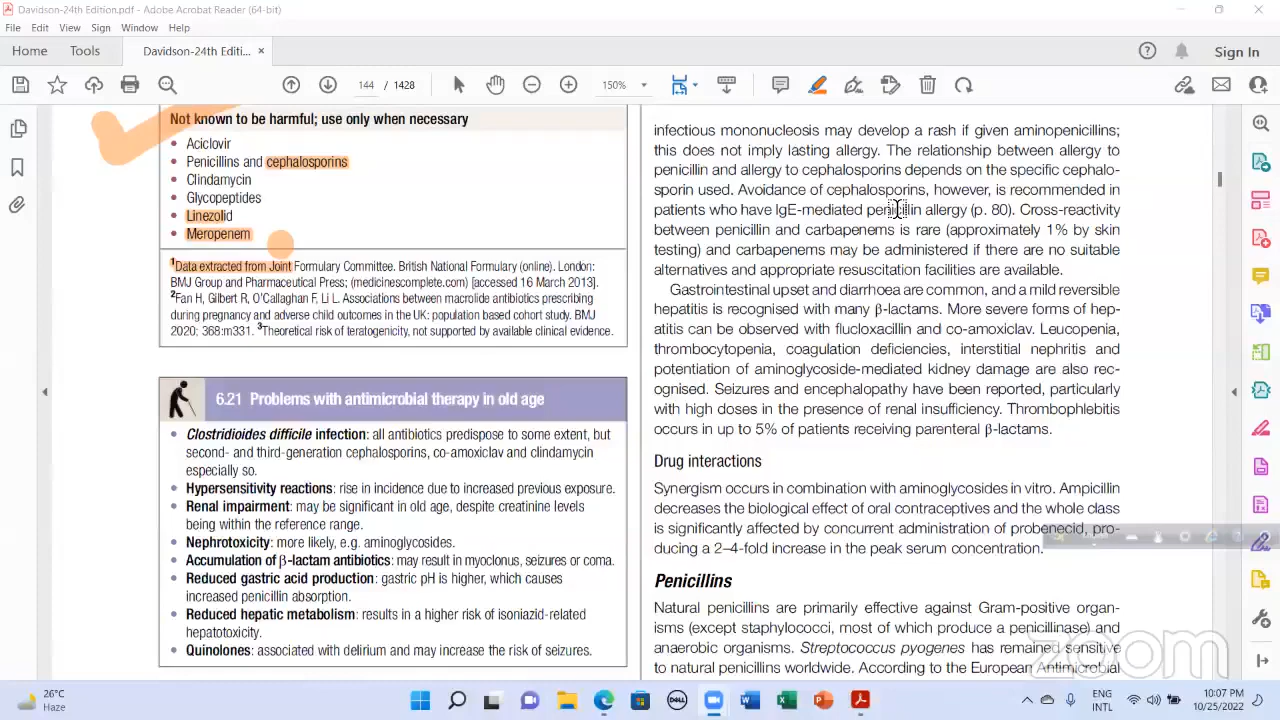 Davidson-24th Edition.pdf - Adobe Acrobat Reader (64-bit)
File Edit View Sign Window Help
Home Tools Davidson-24th Editi... × Sign In
144 / 1428 150%
Not known to be harmful; use only when necessary
• Aciclovir
• Penicillins and cephalosporins
• Clindamycin
• Glycopeptides
• Linezolid
• Meropenem
1Data extracted from Joint Formulary Committee. British National Formulary (online). London:
BMJ Group and Pharmaceutical Press; (medicinescomplete.com) [accessed 16 March 2013].
2Fan H, Gilbert R, O'Callaghan F, Li L. Associations between macrolide antibiotics prescribing
during pregnancy and adverse child outcomes in the UK: population based cohort study. BMJ
2020; 368:m331. 3Theoretical risk of teratogenicity, not supported by available clinical evidence.
6.21 Problems with antimicrobial therapy in old age
• Clostridioides difficile infection: all antibiotics predispose to some extent, but
second- and third-generation cephalosporins, co-amoxiclav and clindamycin
especially so.
• Hypersensitivity reactions: rise in incidence due to increased previous exposure.
• Renal impairment: may be significant in old age, despite creatinine levels
being within the reference range.
• Nephrotoxicity: more likely, e.g. aminoglycosides.
• Accumulation of β-lactam antibiotics: may result in myoclonus, seizures or coma.
• Reduced gastric acid production: gastric pH is higher, which causes
increased penicillin absorption.
• Reduced hepatic metabolism: results in a higher risk of isoniazid-related
hepatotoxicity.
• Quinolones: associated with delirium and may increase the risk of seizures.
infectious mononucleosis may develop a rash if given aminopenicillins;
this does not imply lasting allergy. The relationship between allergy to
penicillin and allergy to cephalosporins depends on the specific cephalo-
sporin used. Avoidance of cephalosporins, however, is recommended in
patients who have IgE-mediated penicillin allergy (p. 80). Cross-reactivity
between penicillin and carbapenems is rare (approximately 1% by skin
testing) and carbapenems may be administered if there are no suitable
alternatives and appropriate resuscitation facilities are available.
Gastrointestinal upset and diarrhoea are common, and a mild reversible
hepatitis is recognised with many β-lactams. More severe forms of hep-
atitis can be observed with flucloxacillin and co-amoxiclav. Leucopenia,
thrombocytopenia, coagulation deficiencies, interstitial nephritis and
potentiation of aminoglycoside-mediated kidney damage are also rec-
ognised. Seizures and encephalopathy have been reported, particularly
with high doses in the presence of renal insufficiency. Thrombophlebitis
occurs in up to 5% of patients receiving parenteral β-lactams.
Drug interactions
Synergism occurs in combination with aminoglycosides in vitro. Ampicillin
decreases the biological effect of oral contraceptives and the whole class
is significantly affected by concurrent administration of probenecid, pro-
ducing a 2–4-fold increase in the peak serum concentration.
Penicillins
Natural penicillins are primarily effective against Gram-positive organ-
isms (except staphylococci, most of which produce a penicillinase) and
anaerobic organisms. Streptococcus pyogenes has remained sensitive
to natural penicillins worldwide. According to the European Antimicrobial
zoom
26°C
Haze
DELL
ENG
INTL
10:07 PM
10/25/2022